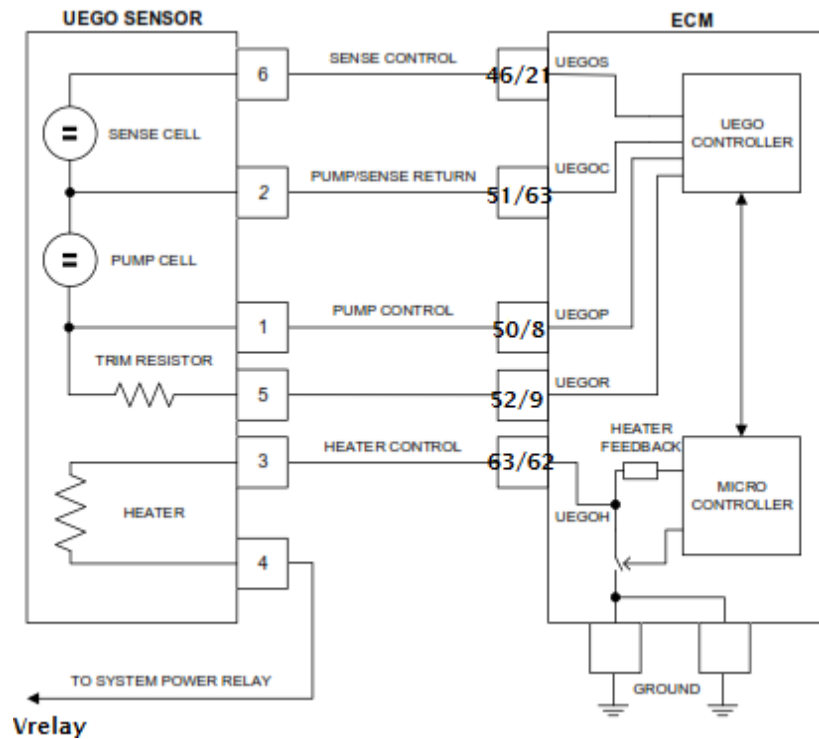 UEGO SENSOR
ECM
6
SENSE CONTROL
46/21
UEGOS
SENSE CELL
UEGO
CONTROLLER
2
PUMP/SENSE RETURN
51/63
UEGOC
PUMP CELL
1
PUMP CONTROL
50/8
UEGOP
TRIM RESISTOR
5
52/9
UEGOR
3
HEATER CONTROL
63/62
HEATER
FEEDBACK
HEATER
UEGOH
MICRO
CONTROLLER
4
TO SYSTEM POWER RELAY
GROUND
Vrelay